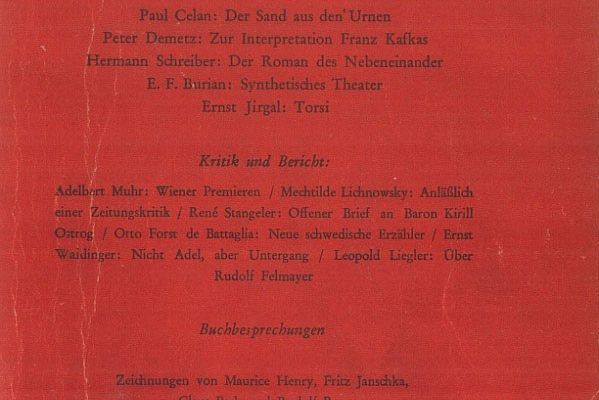 Paul Celan: Der Sand aus den Urnen
Peter Demetz: Zur Interpretation Franz Kafkas
Hermann Schreiber: Der Roman des Nebeneinander
E. F. Burian: Synthetisches Theater
Ernst Jirgal: Torsi
Kritik und Bericht:
Adelbert Muhr: Wiener Premieren / Mechtilde Lichnowsky: Anläßlich
einer Zeitungskritik / René Stangeler: Offener Brief an Baron Kirill
Ostrog / Otto Forst de Battaglia: Neue schwedische Erzähler / Ernst
Waidinger: Nicht Adel, aber Untergang / Leopold Liegler: Über
Rudolf Felmayer
Buchbesprechungen
Zeichnungen von Maurice Henry, Fritz Janschka,